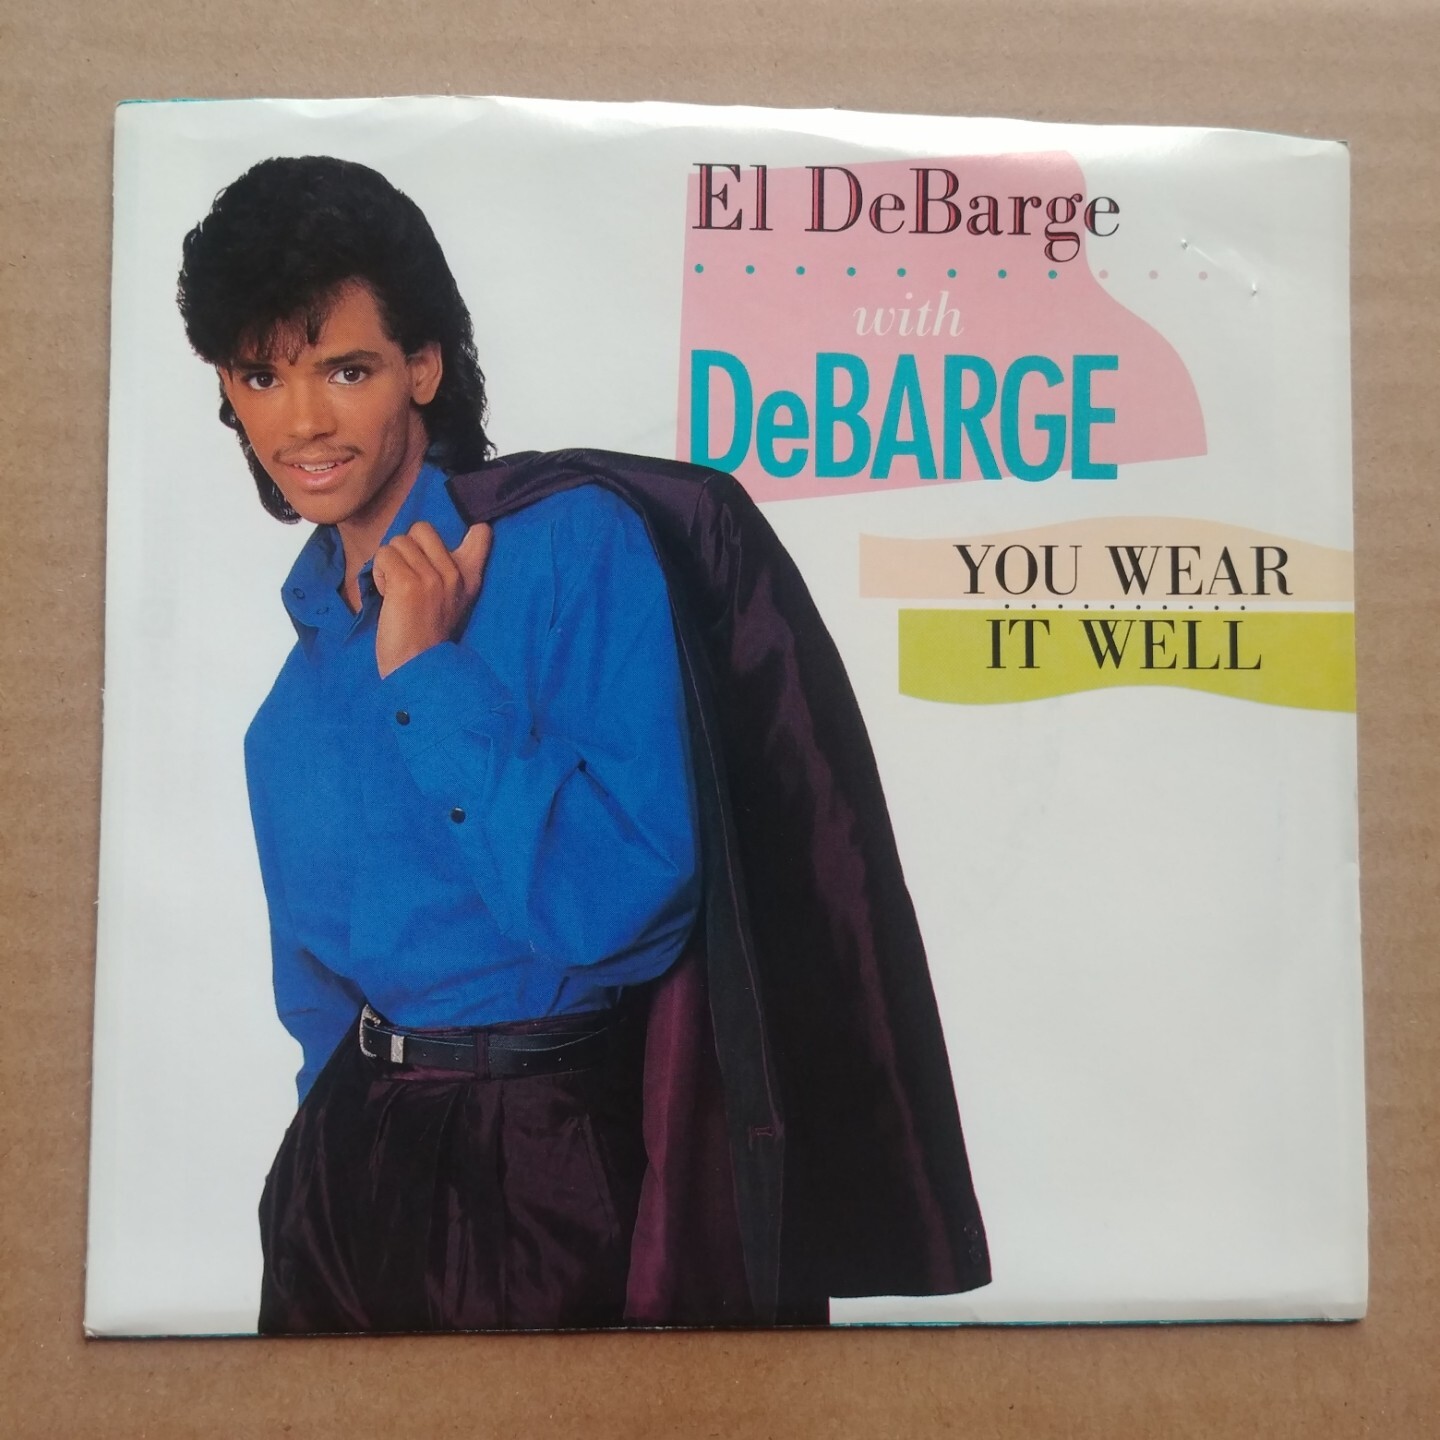 El DeBarge
with
DeBARGE
YOU WEAR
IT WELL